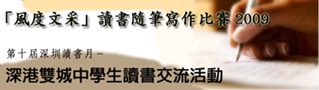 「風度文采」讀書隨筆寫作比賽 2009
第十屆深圳讀書月－
深港雙城中學生讀書交流活動